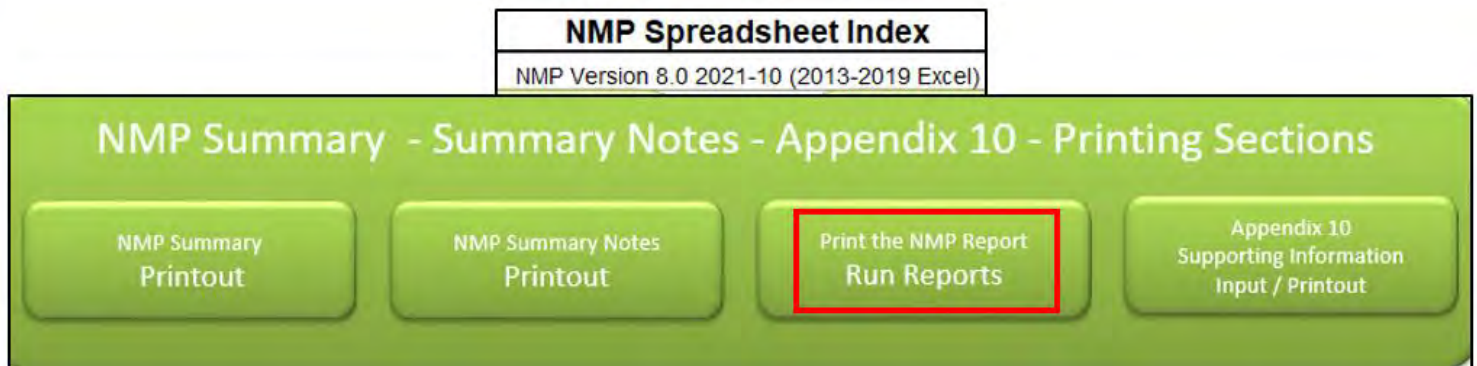 NMP Spreadsheet Index
NMP Version 8.0 2021-10 (2013-2019 Excel)
NMP Summary - Summary Notes - Appendix 10 - Printing Sections
NMP Summary
Printout
NMP Summary Notes
Printout
Print the NMP Report
Run Reports
Appendix 10
Supporting Information
Input / Printout